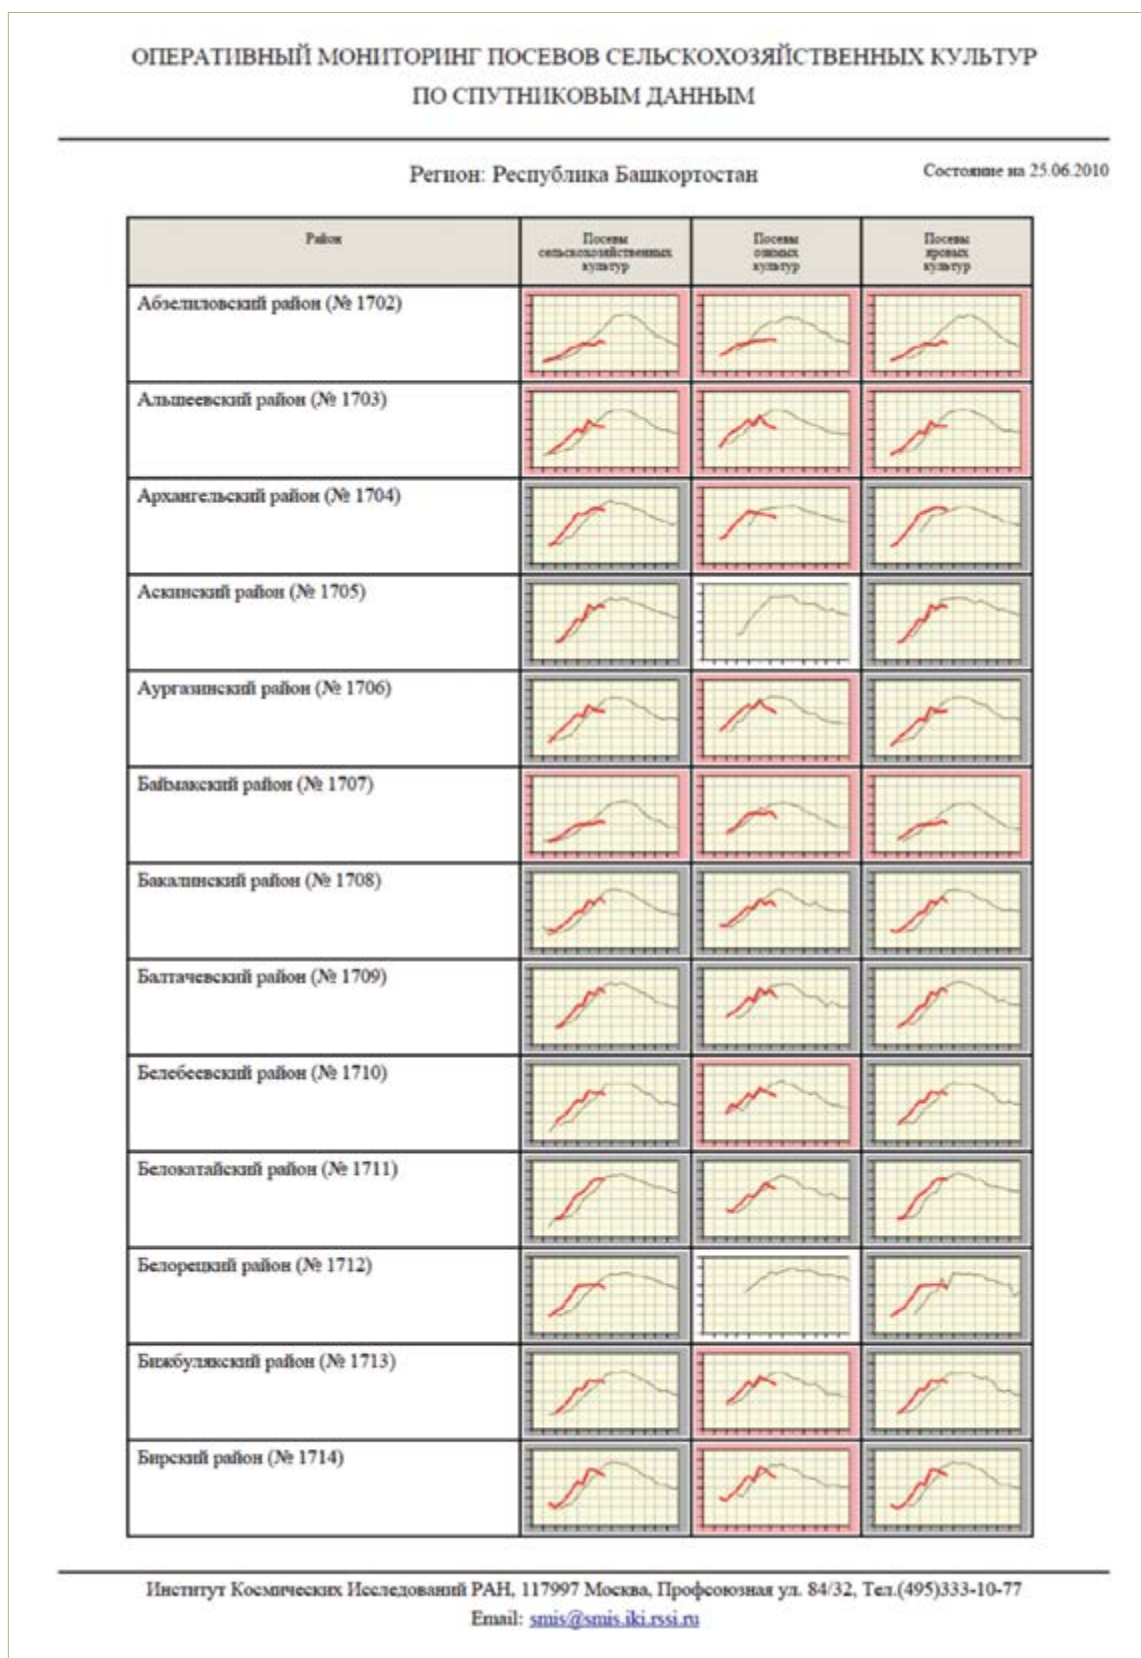 ОПЕРАТИВНЫЙ МОНИТОРИНГ ПОСЕВОВ СЕЛЬСКОХОЗЯЙСТВЕННЫХ КУЛЬТУР
ПО СПУТНИКОВЫМ ДАННЫМ
Регион: Республика Башкортостан
Состояние на 25.06.2010
Район
Посевы
сельскохозяйственных
культур
Посевы
озимых
культур
Посевы
яровых
культур
Абзелиловский район (№ 1702)
Альшеевский район (№ 1703)
Архангельский район (№ 1704)
Аскинский район (№ 1705)
Аургазинский район (№ 1706)
Баймакский район (№ 1707)
Бакалинский район (№ 1708)
Балтачевский район (№ 1709)
Белебеевский район (№ 1710)
Белокатайский район (№ 1711)
Белорецкий район (№ 1712)
Бижбулякский район (№ 1713)
Бирский район (№ 1714)
Институт Космических Исследований РАН, 117997 Москва, Профсоюзная ул. 84/32, Тел.(495)333-10-77
Email: smis@smis.iki.rssi.ru